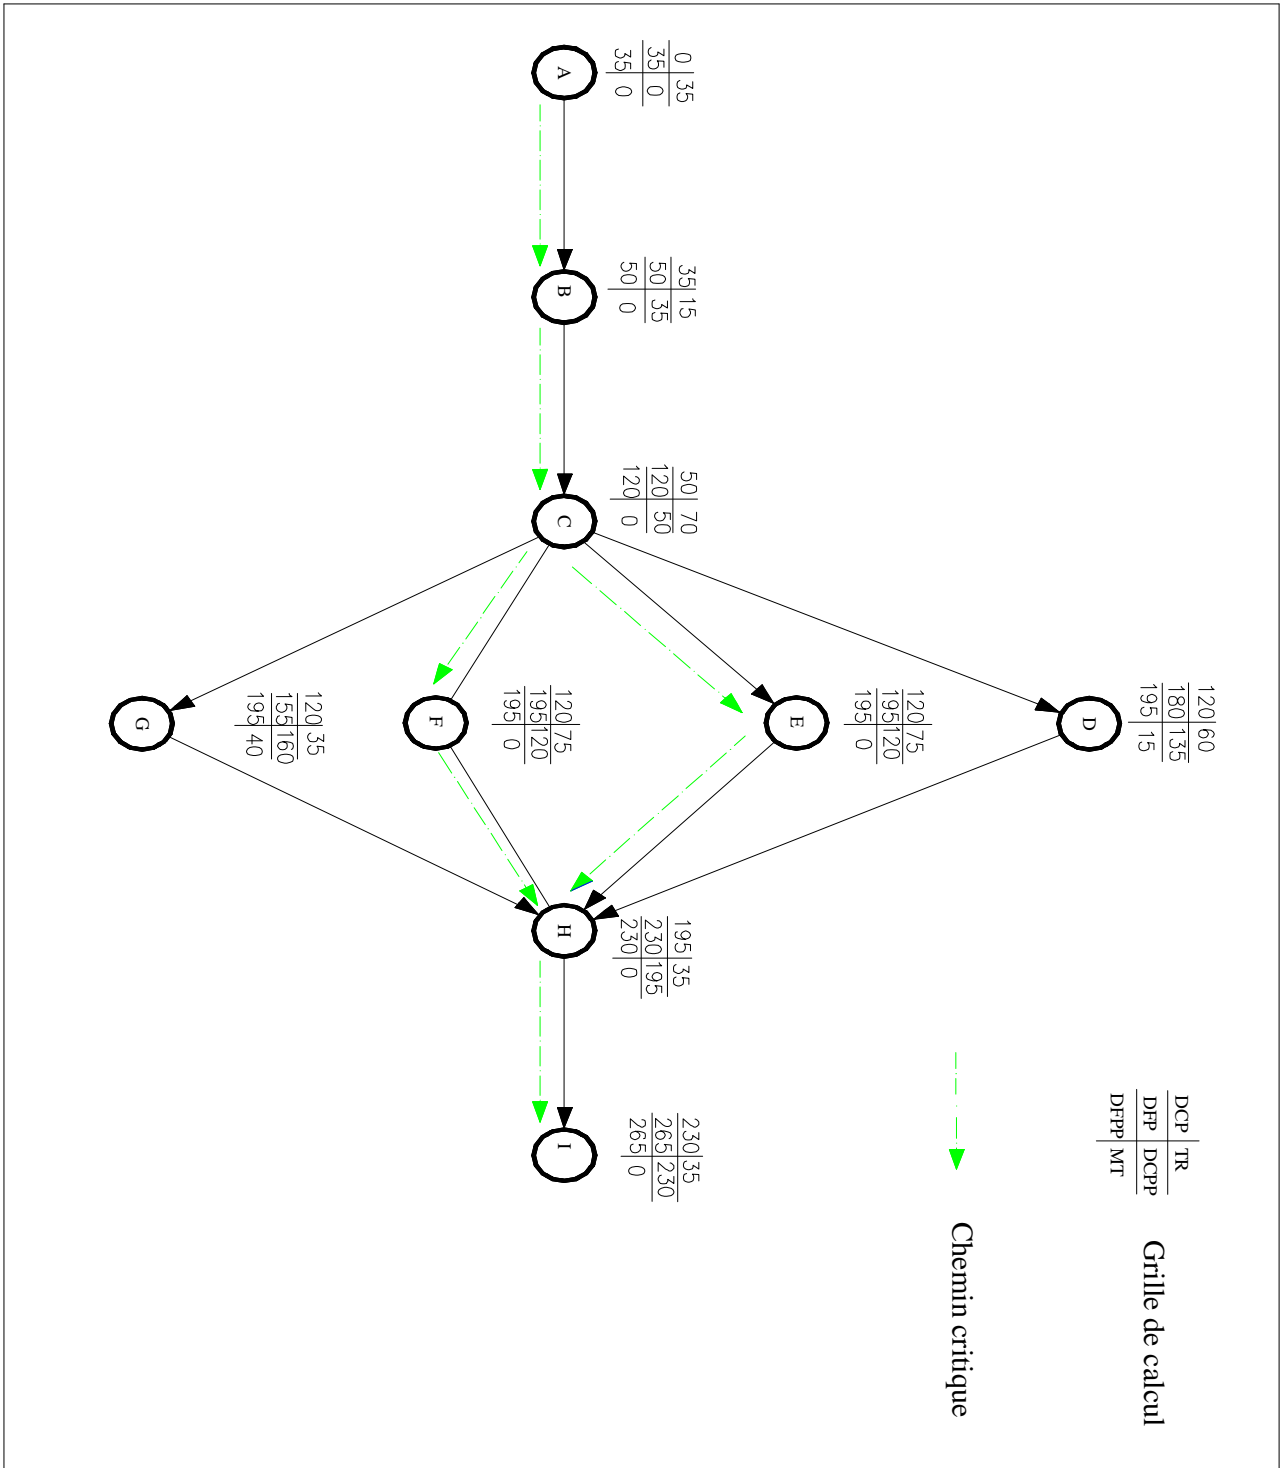 A
0 35
35 0
35 0
B
35 15
50 35
50 0
C
50 70
120 50
120 0
D
120 60
180 135
195 15
E
120 75
195 120
195 0
F
120 75
195 120
195 0
G
120 35
155 160
195 40
H
195 35
230 195
230 0
I
230 35
265 230
265 0
DCP TR
DFP DCPP
DFPP MT
Grille de calcul
Chemin critique